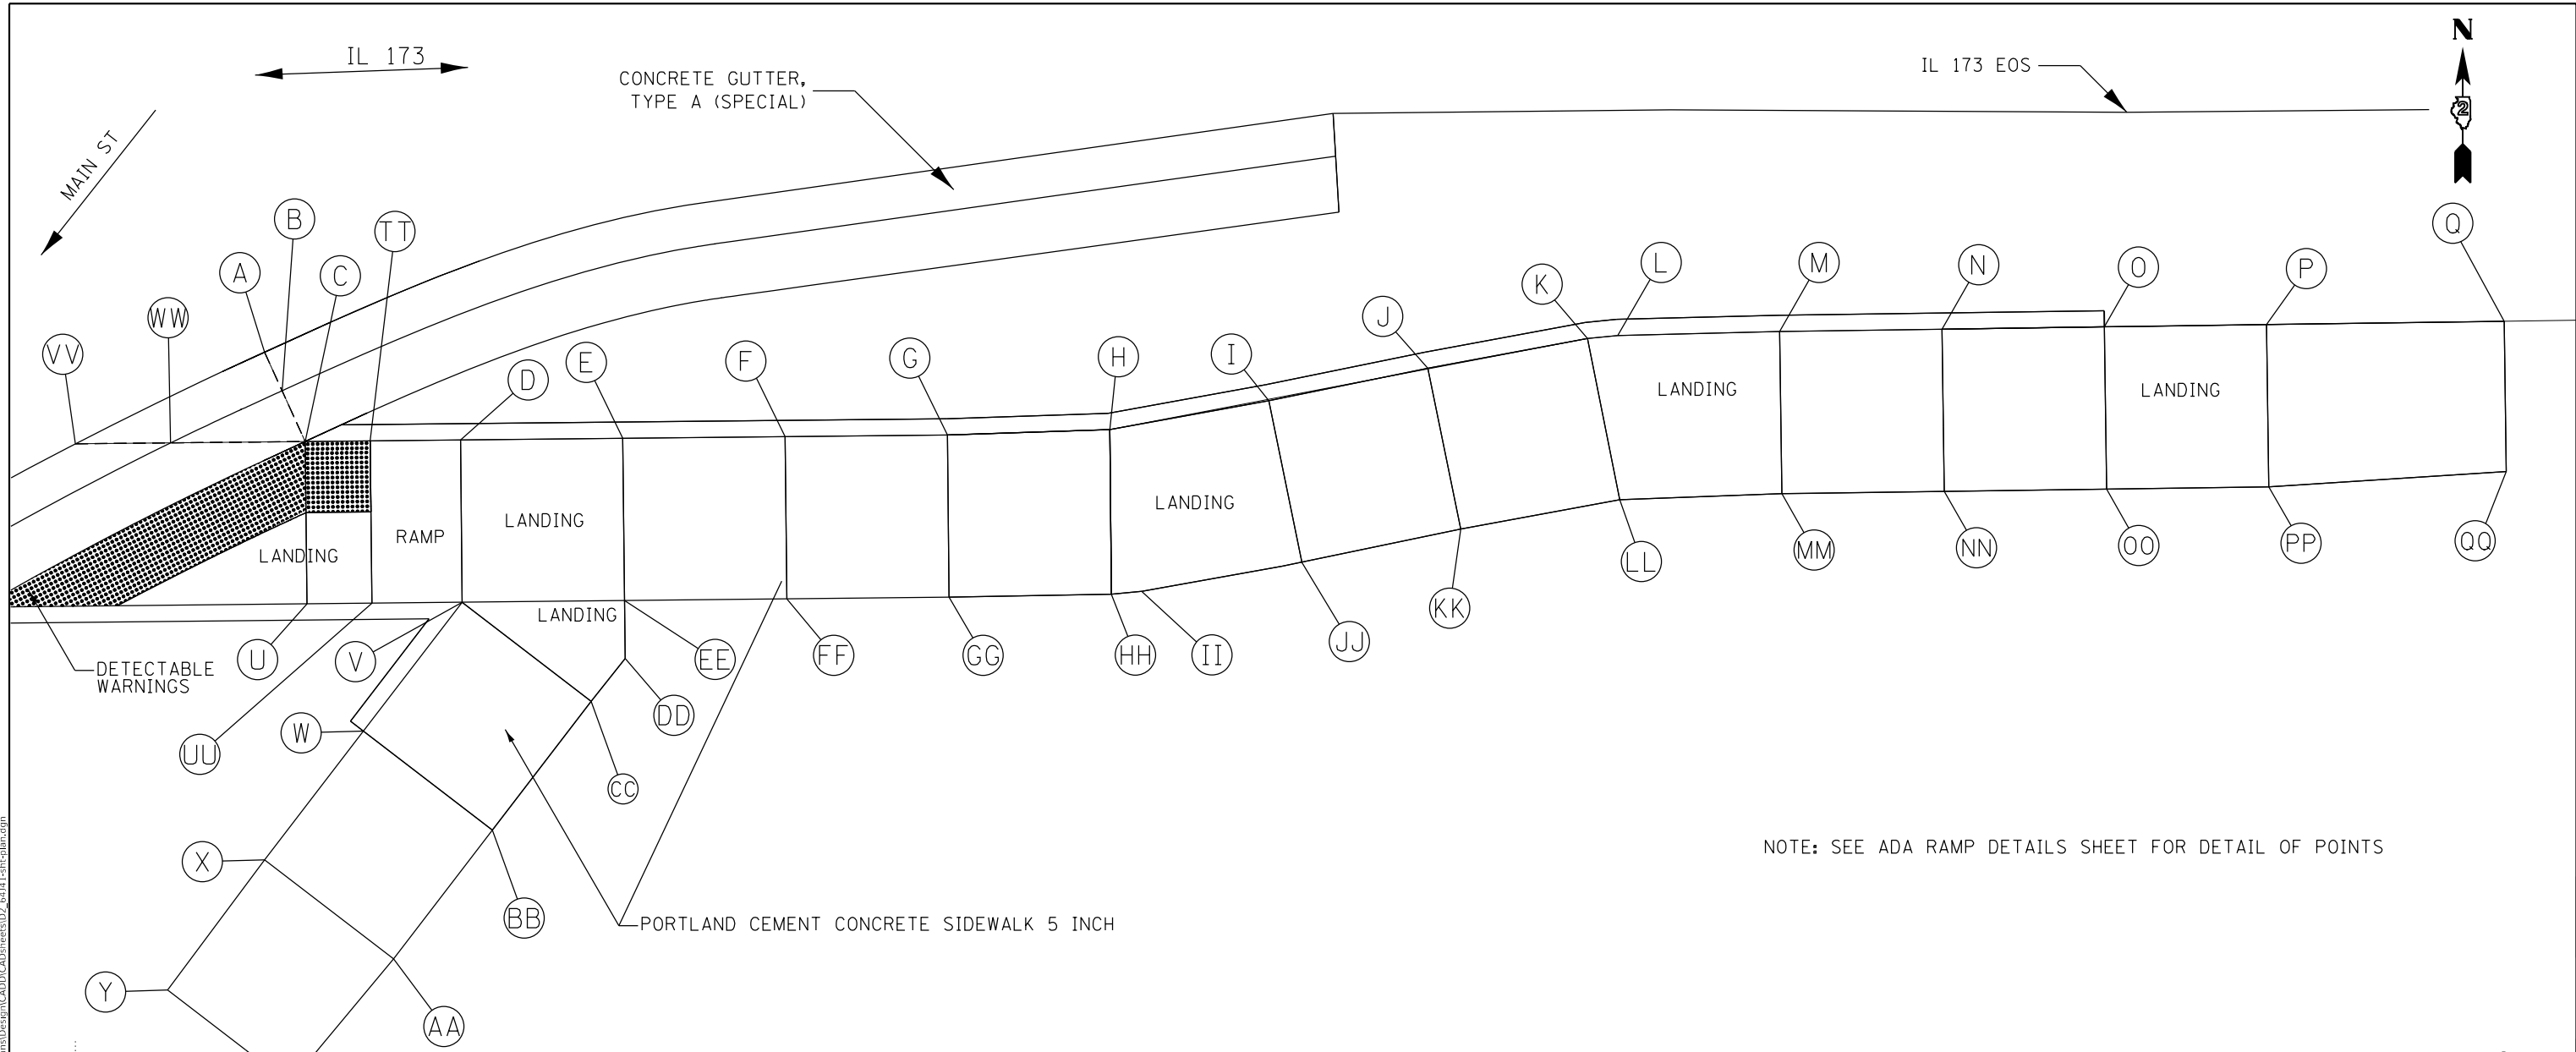 N
IL 173
CONCRETE GUTTER,
TYPE A (SPECIAL)
IL 173 EOS
2
MAIN ST
B
TT
Q
A
C
L
M
N
O
P
K
WW
J
VV
H
I
G
F
E
D
LANDING
LANDING
LANDING
LANDING
RAMP
LANDING
LANDING
MM
NN
OO
PP
QQ
LL
KK
JJ
DETECTABLE
WARNINGS
U
V
EE
FF
GG
HH
II
DD
W
UU
CC
X
NOTE: SEE ADA RAMP DETAILS SHEET FOR DETAIL OF POINTS
BB
PORTLAND CEMENT CONCRETE SIDEWALK 5 INCH
Y
AA